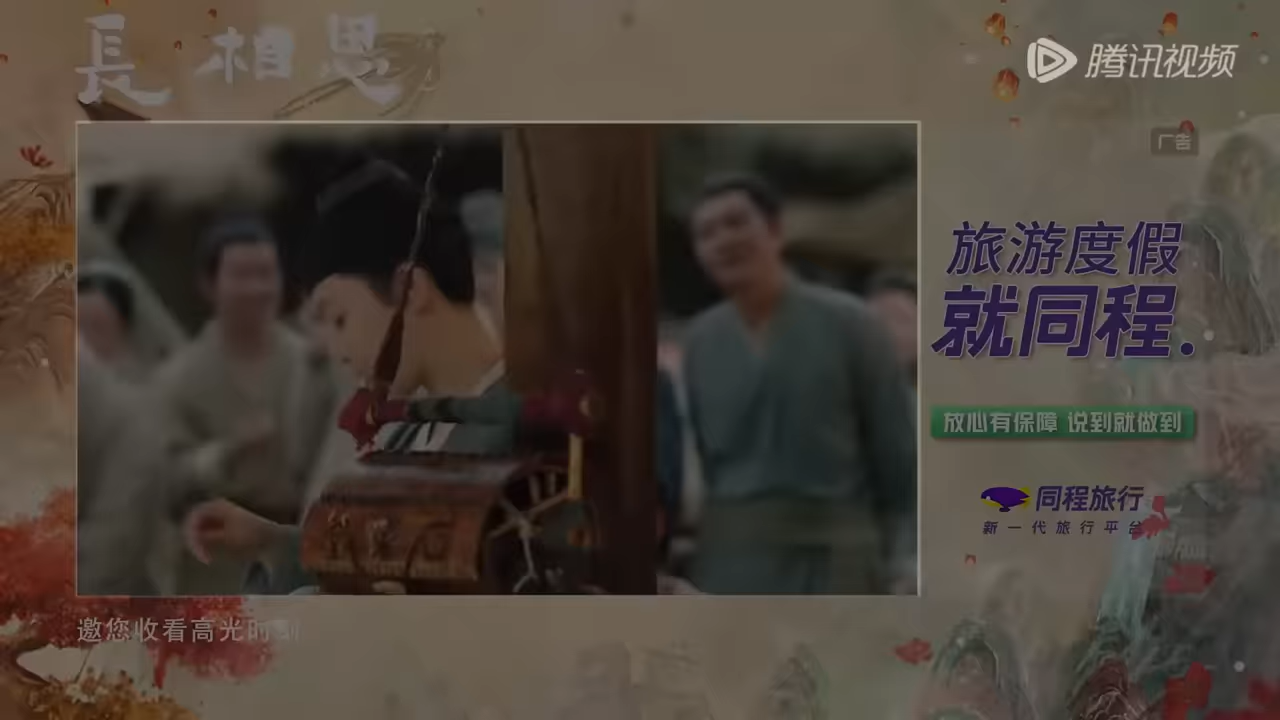 長相思
腾讯视频
广告
旅游度假
就同程.
放心有保障 说到就做到
同程旅行
新一代旅行平台
邀您收看高光时刻